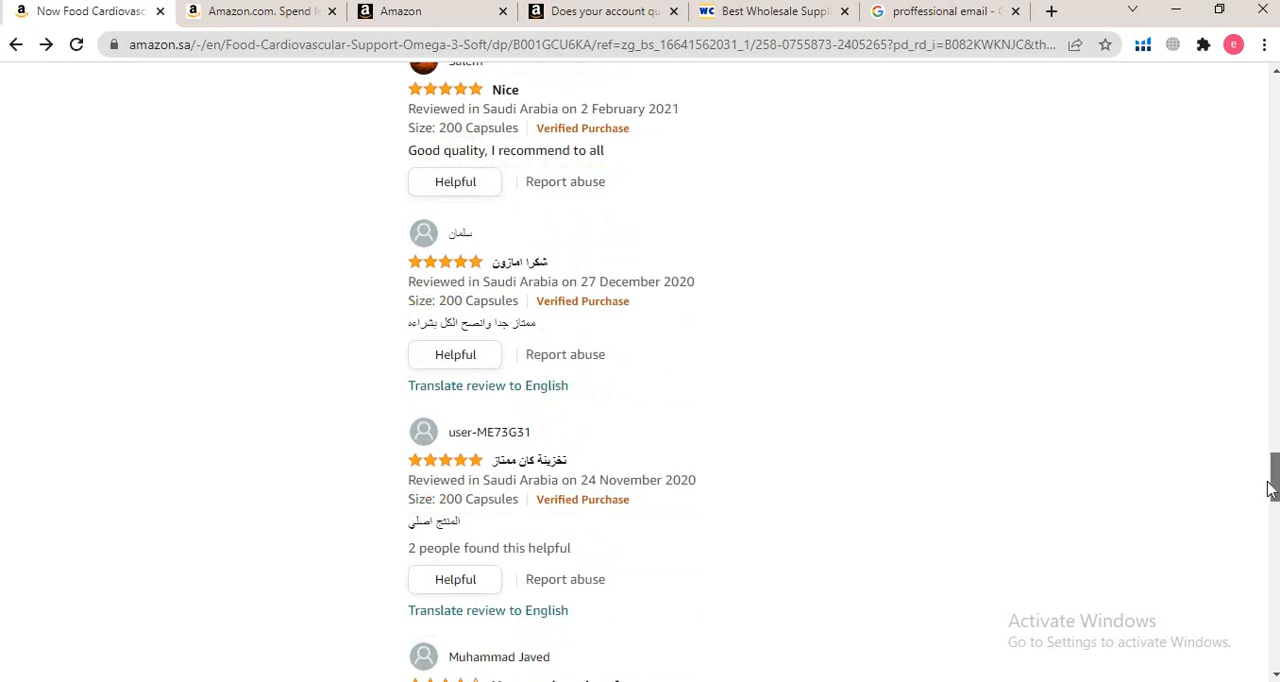 Now Food Cardiovasc
Amazon.com. Spend l
Amazon
Does your account qu
WC
Best Wholesale Suppl
proffessional email - G
amazon.sa/-/en/Food-Cardiovascular-Support-Omega-3-Soft/dp/B001GCU6KA/ref=zg_bs_16641562031_1/258-0755873-2405265?pd_rd_i=B082KWKNJC&th...
e
Salem
Nice
Reviewed in Saudi Arabia on 2 February 2021
Size: 200 Capsules | Verified Purchase
Good quality, I recommend to all
Helpful | Report abuse
سلمان
شكرا امازون
Reviewed in Saudi Arabia on 27 December 2020
Size: 200 Capsules | Verified Purchase
ممتاز جدا وانصح الكل بشراءه
Helpful | Report abuse
Translate review to English
user-ME73G31
تخزينة كان ممتاز
Reviewed in Saudi Arabia on 24 November 2020
Size: 200 Capsules | Verified Purchase
المنتج اصلي
2 people found this helpful
Helpful | Report abuse
Translate review to English
Muhammad Javed
Activate Windows
Go to Settings to activate Windows.